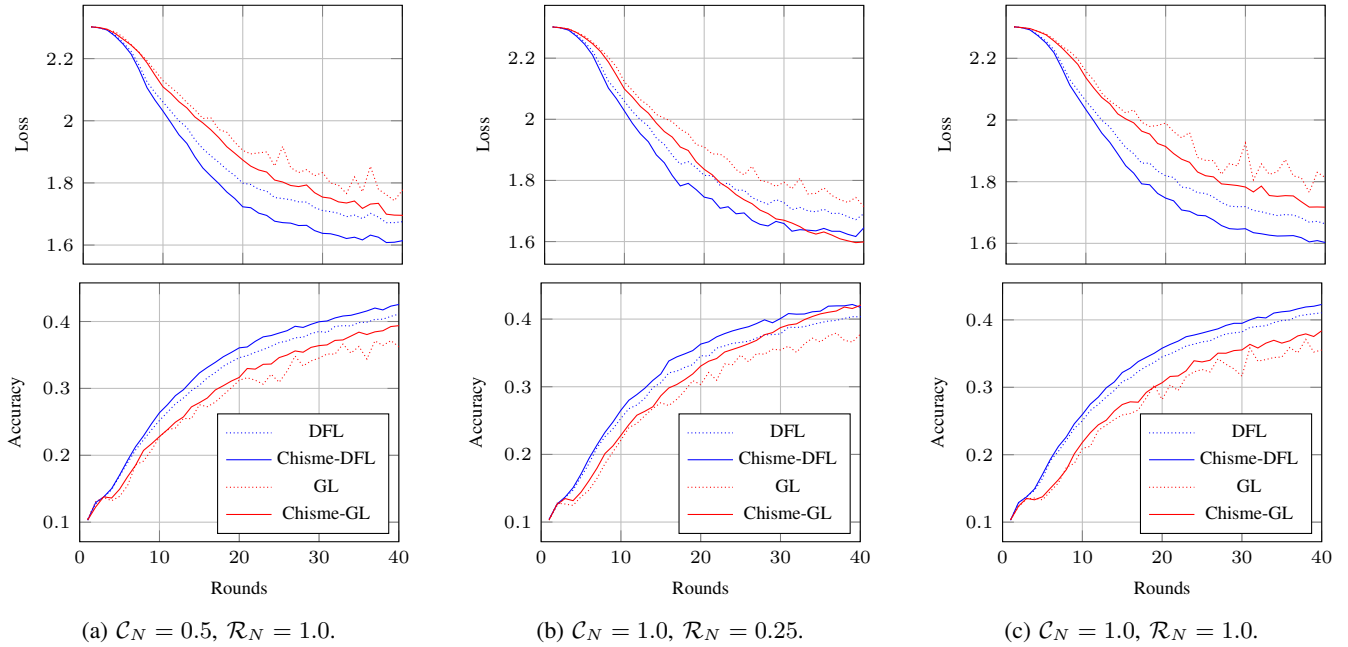 2.2
2
1.8
1.6
Loss
0.4
0.3
0.2
0.1
Accuracy
0
10
20
30
40
Rounds
DFL
Chisme-DFL
GL
Chisme-GL
(a) 𝒞_N = 0.5, ℛ_N = 1.0.
2.2
2
1.8
1.6
Loss
0.4
0.3
0.2
0.1
Accuracy
0
10
20
30
40
Rounds
DFL
Chisme-DFL
GL
Chisme-GL
(b) 𝒞_N = 1.0, ℛ_N = 0.25.
2.2
2
1.8
1.6
Loss
0.4
0.3
0.2
0.1
Accuracy
0
10
20
30
40
Rounds
DFL
Chisme-DFL
GL
Chisme-GL
(c) 𝒞_N = 1.0, ℛ_N = 1.0.